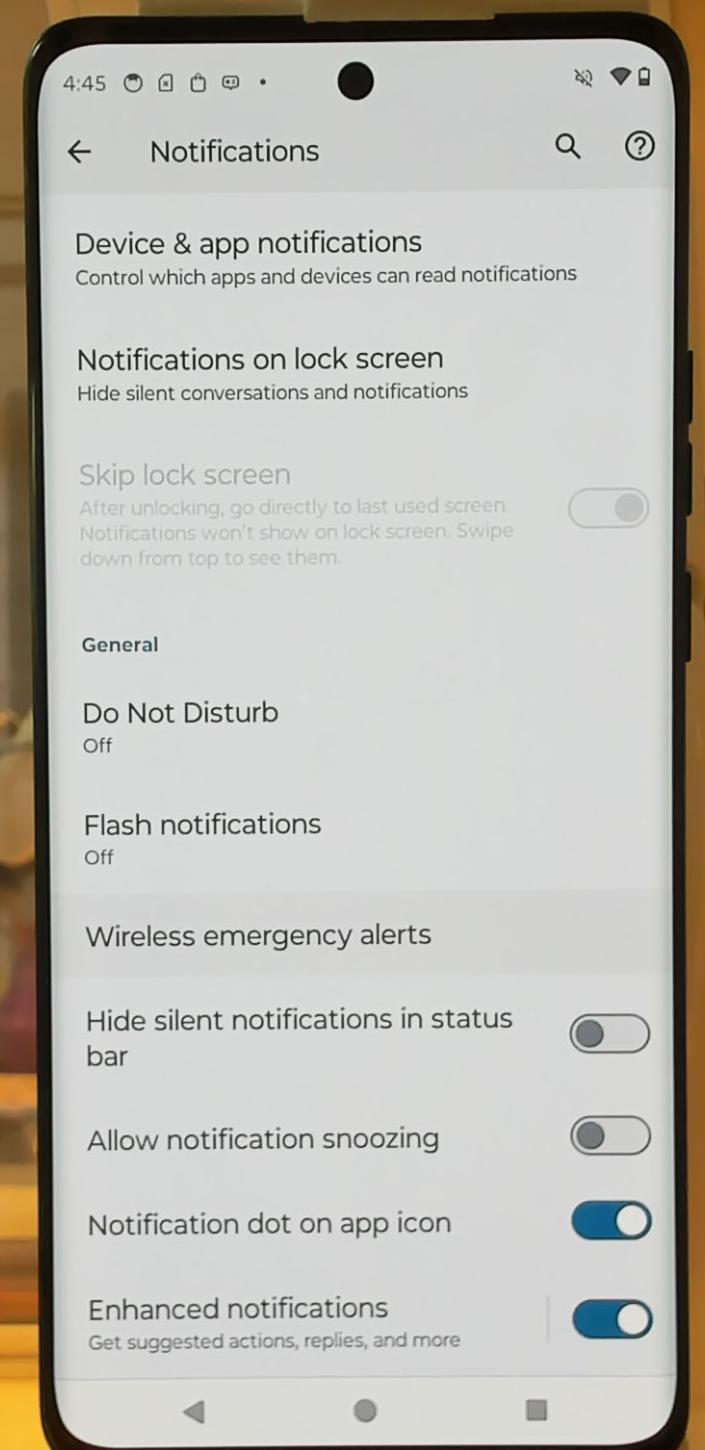 4:45
Notifications
Device & app notifications
Control which apps and devices can read notifications
Notifications on lock screen
Hide silent conversations and notifications
Skip lock screen
After unlocking, go directly to last used screen.
Notifications won't show on lock screen. Swipe
down from top to see them.
General
Do Not Disturb
Off
Flash notifications
Off
Wireless emergency alerts
Hide silent notifications in status
bar
Allow notification snoozing
Notification dot on app icon
Enhanced notifications
Get suggested actions, replies, and more